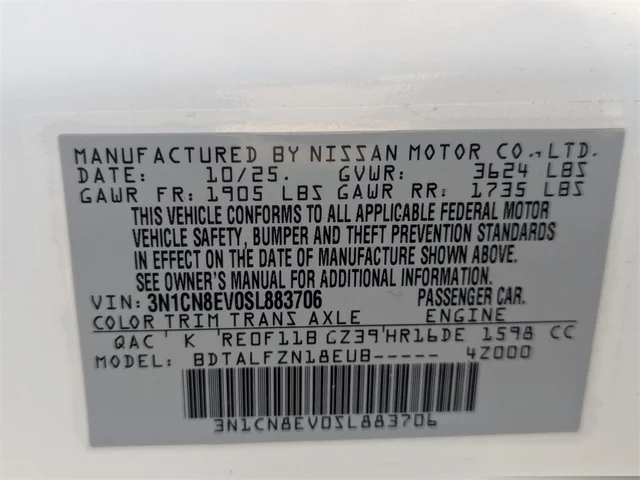 MANUFACTURED BY NISSAN MOTOR CO.,LTD.
DATE: 10/25. GVWR: 3624 LBS
GAWR FR: 1905 LBS GAWR RR: 1735 LBS
THIS VEHICLE CONFORMS TO ALL APPLICABLE FEDERAL MOTOR
VEHICLE SAFETY, BUMPER AND THEFT PREVENTION STANDARDS
IN EFFECT ON THE DATE OF MANUFACTURE SHOWN ABOVE.
SEE OWNER'S MANUAL FOR ADDITIONAL INFORMATION.
VIN: 3N1CN8EV0SL883706 PASSENGER CAR.
COLOR TRIM TRANS AXLE ENGINE
QAC K RE0F11B CZ39 HR16DE 1598 CC
MODEL: BDTALFZN18EUB----- 4Z000
3N1CN8EV0SL883706